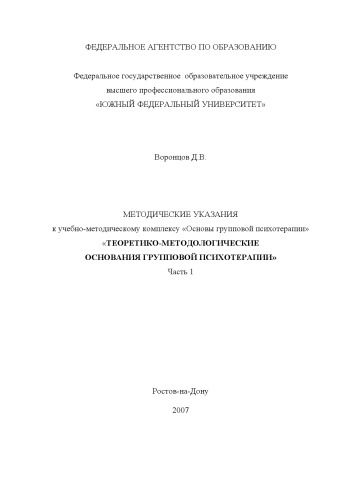 ФЕДЕРАЛЬНОЕ АГЕНТСТВО ПО ОБРАЗОВАНИЮ
Федеральное государственное образовательное учреждение
высшего профессионального образования
«ЮЖНЫЙ ФЕДЕРАЛЬНЫЙ УНИВЕРСИТЕТ»
Воронцов Д.В.
МЕТОДИЧЕСКИЕ УКАЗАНИЯ
к учебно-методическому комплексу «Основы групповой психотерапии»
«ТЕОРЕТИКО-МЕТОДОЛОГИЧЕСКИЕ
ОСНОВАНИЯ ГРУППОВОЙ ПСИХОТЕРАПИИ»
Часть 1
Ростов-на-Дону
2007